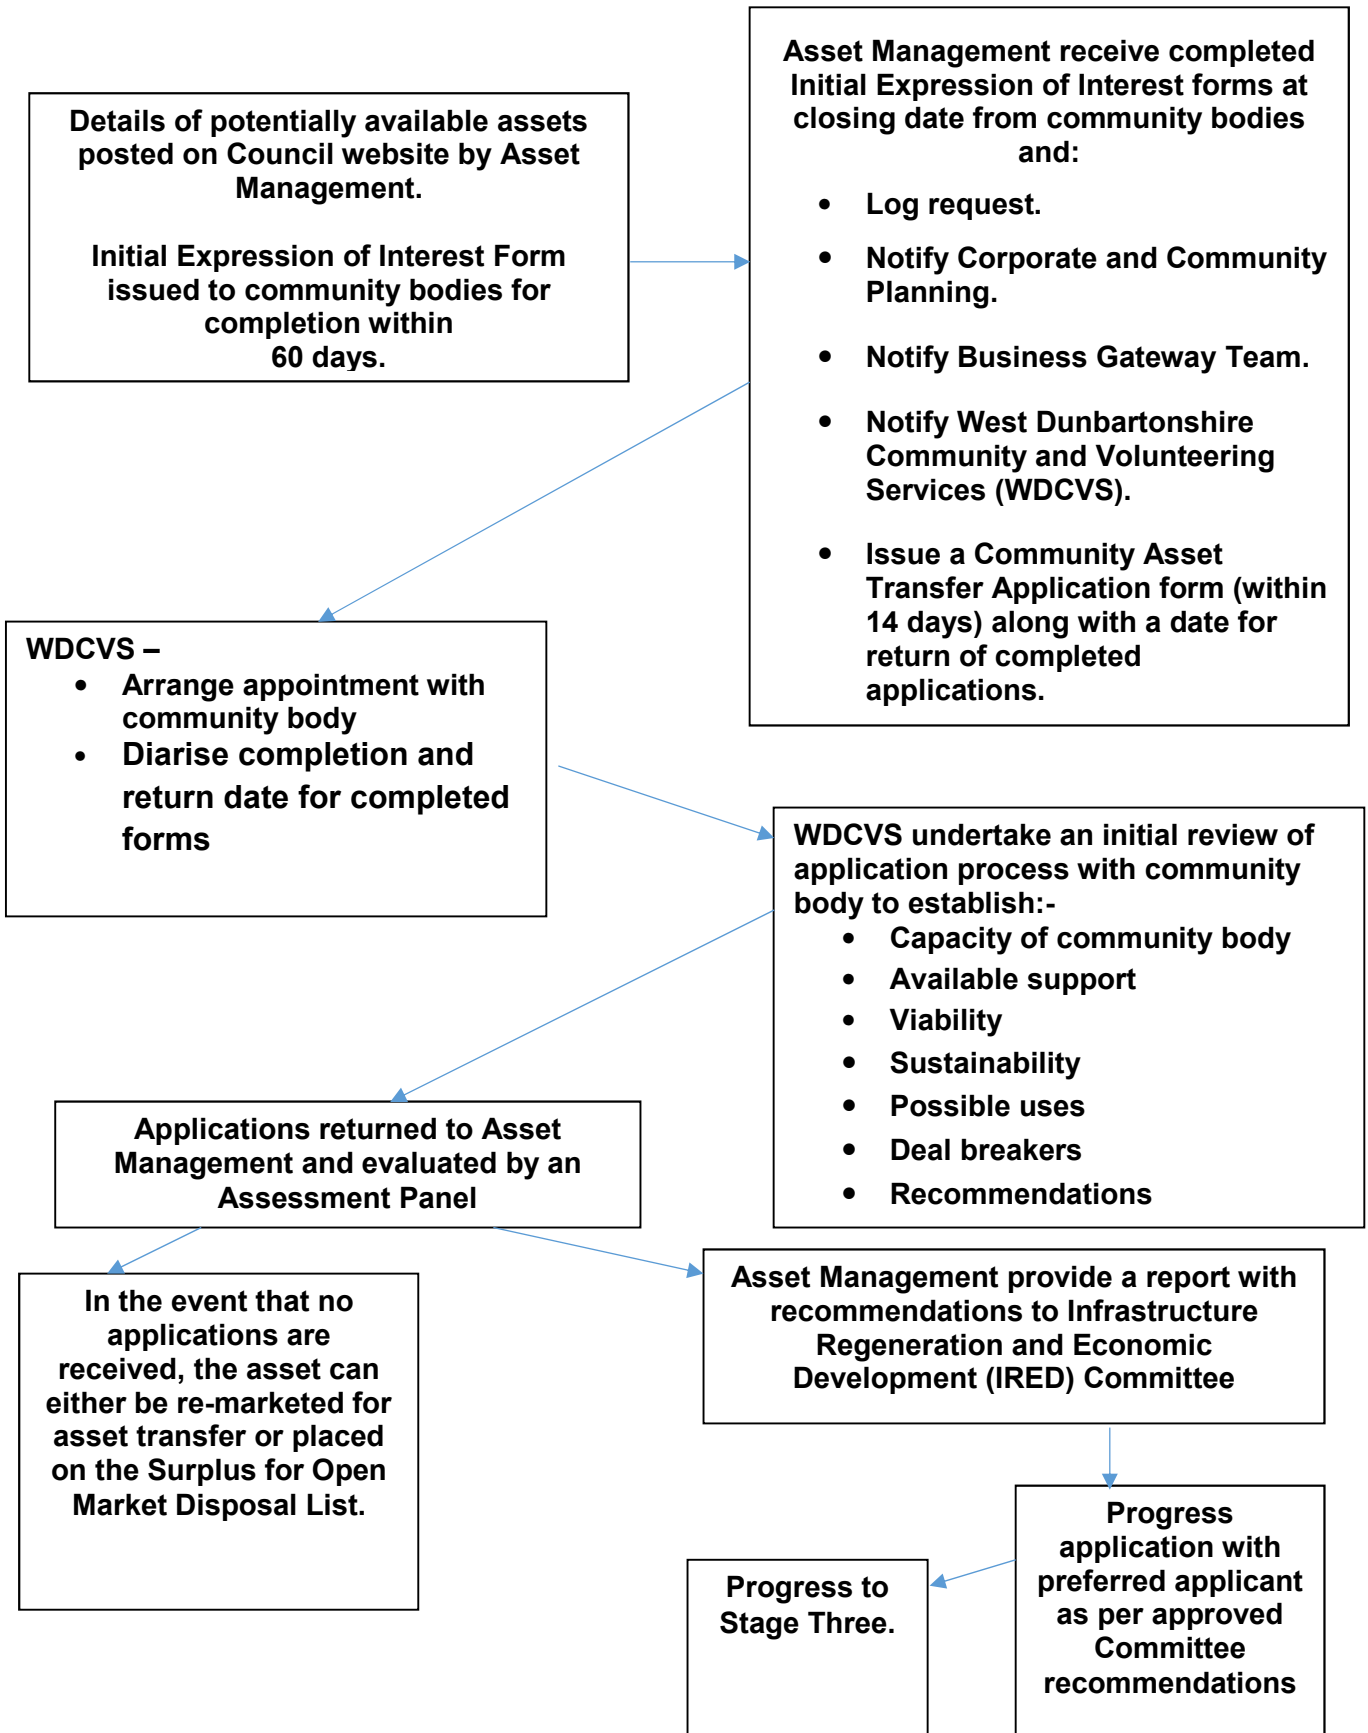 Details of potentially available assets
posted on Council website by Asset
Management.
Initial Expression of Interest Form
issued to community bodies for
completion within
60 days.
Asset Management receive completed
Initial Expression of Interest forms at
closing date from community bodies
and:
• Log request.
• Notify Corporate and Community
Planning.
• Notify Business Gateway Team.
• Notify West Dunbartonshire
Community and Volunteering
Services (WDCVS).
• Issue a Community Asset
Transfer Application form (within
14 days) along with a date for
return of completed
applications.
WDCVS –
• Arrange appointment with
community body
• Diarise completion and
return date for completed
forms
WDCVS undertake an initial review of
application process with community
body to establish:-
• Capacity of community body
• Available support
• Viability
• Sustainability
• Possible uses
• Deal breakers
• Recommendations
Applications returned to Asset
Management and evaluated by an
Assessment Panel
In the event that no
applications are
received, the asset can
either be re-marketed for
asset transfer or placed
on the Surplus for Open
Market Disposal List.
Asset Management provide a report with
recommendations to Infrastructure
Regeneration and Economic
Development (IRED) Committee
Progress
application with
preferred applicant
as per approved
Committee
recommendations
Progress to
Stage Three.